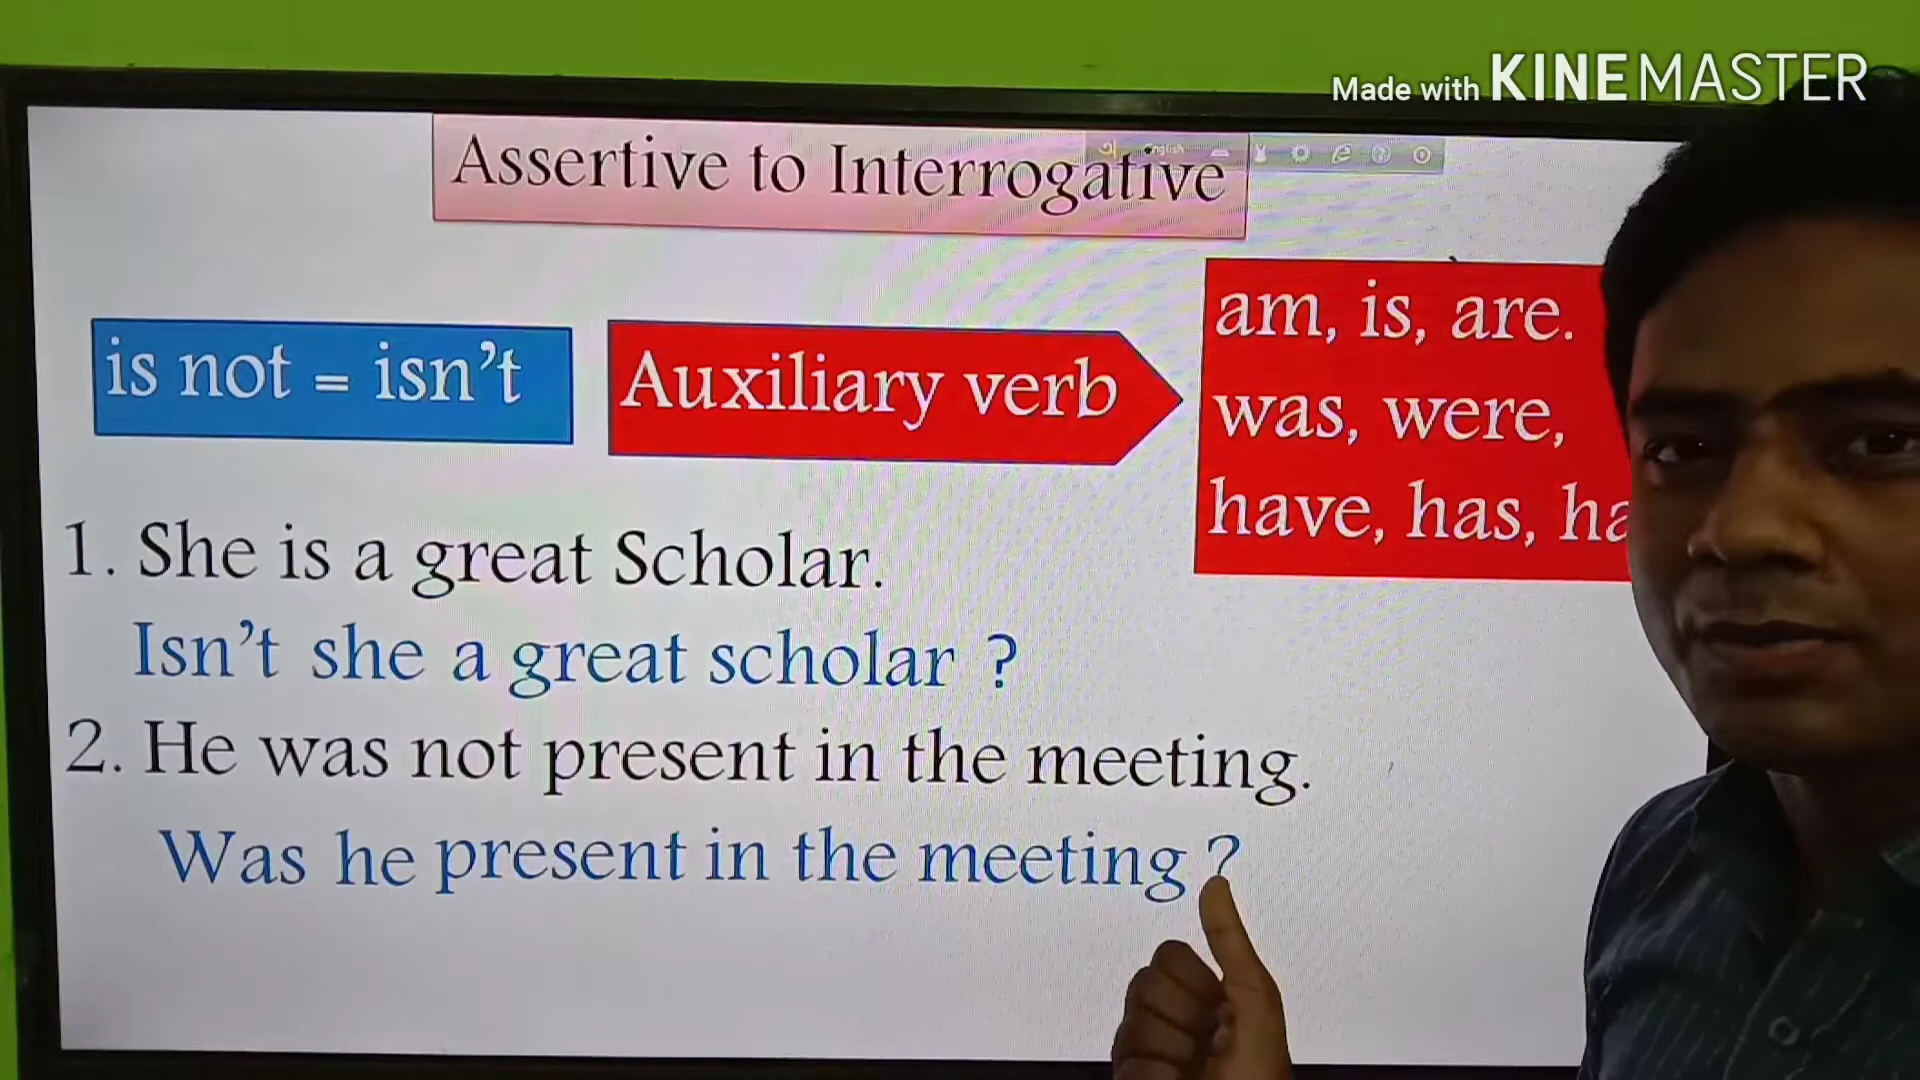 Made with KINEMASTER
Assertive to Interrogative
is not = isn't
Auxiliary verb
am, is, are.
was, were,
have, has,
1. She is a great Scholar.
Isn't she a great scholar ?
2. He was not present in the meeting.
Was he present in the meeting ?